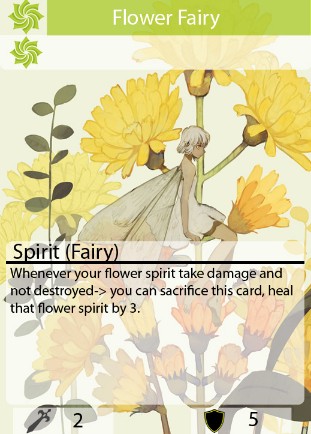 Flower Fairy
Spirit (Fairy)
Whenever your flower spirit take damage and
not destroyed-> you can sacrifice this card, heal
that flower spirit by 3.
2 5